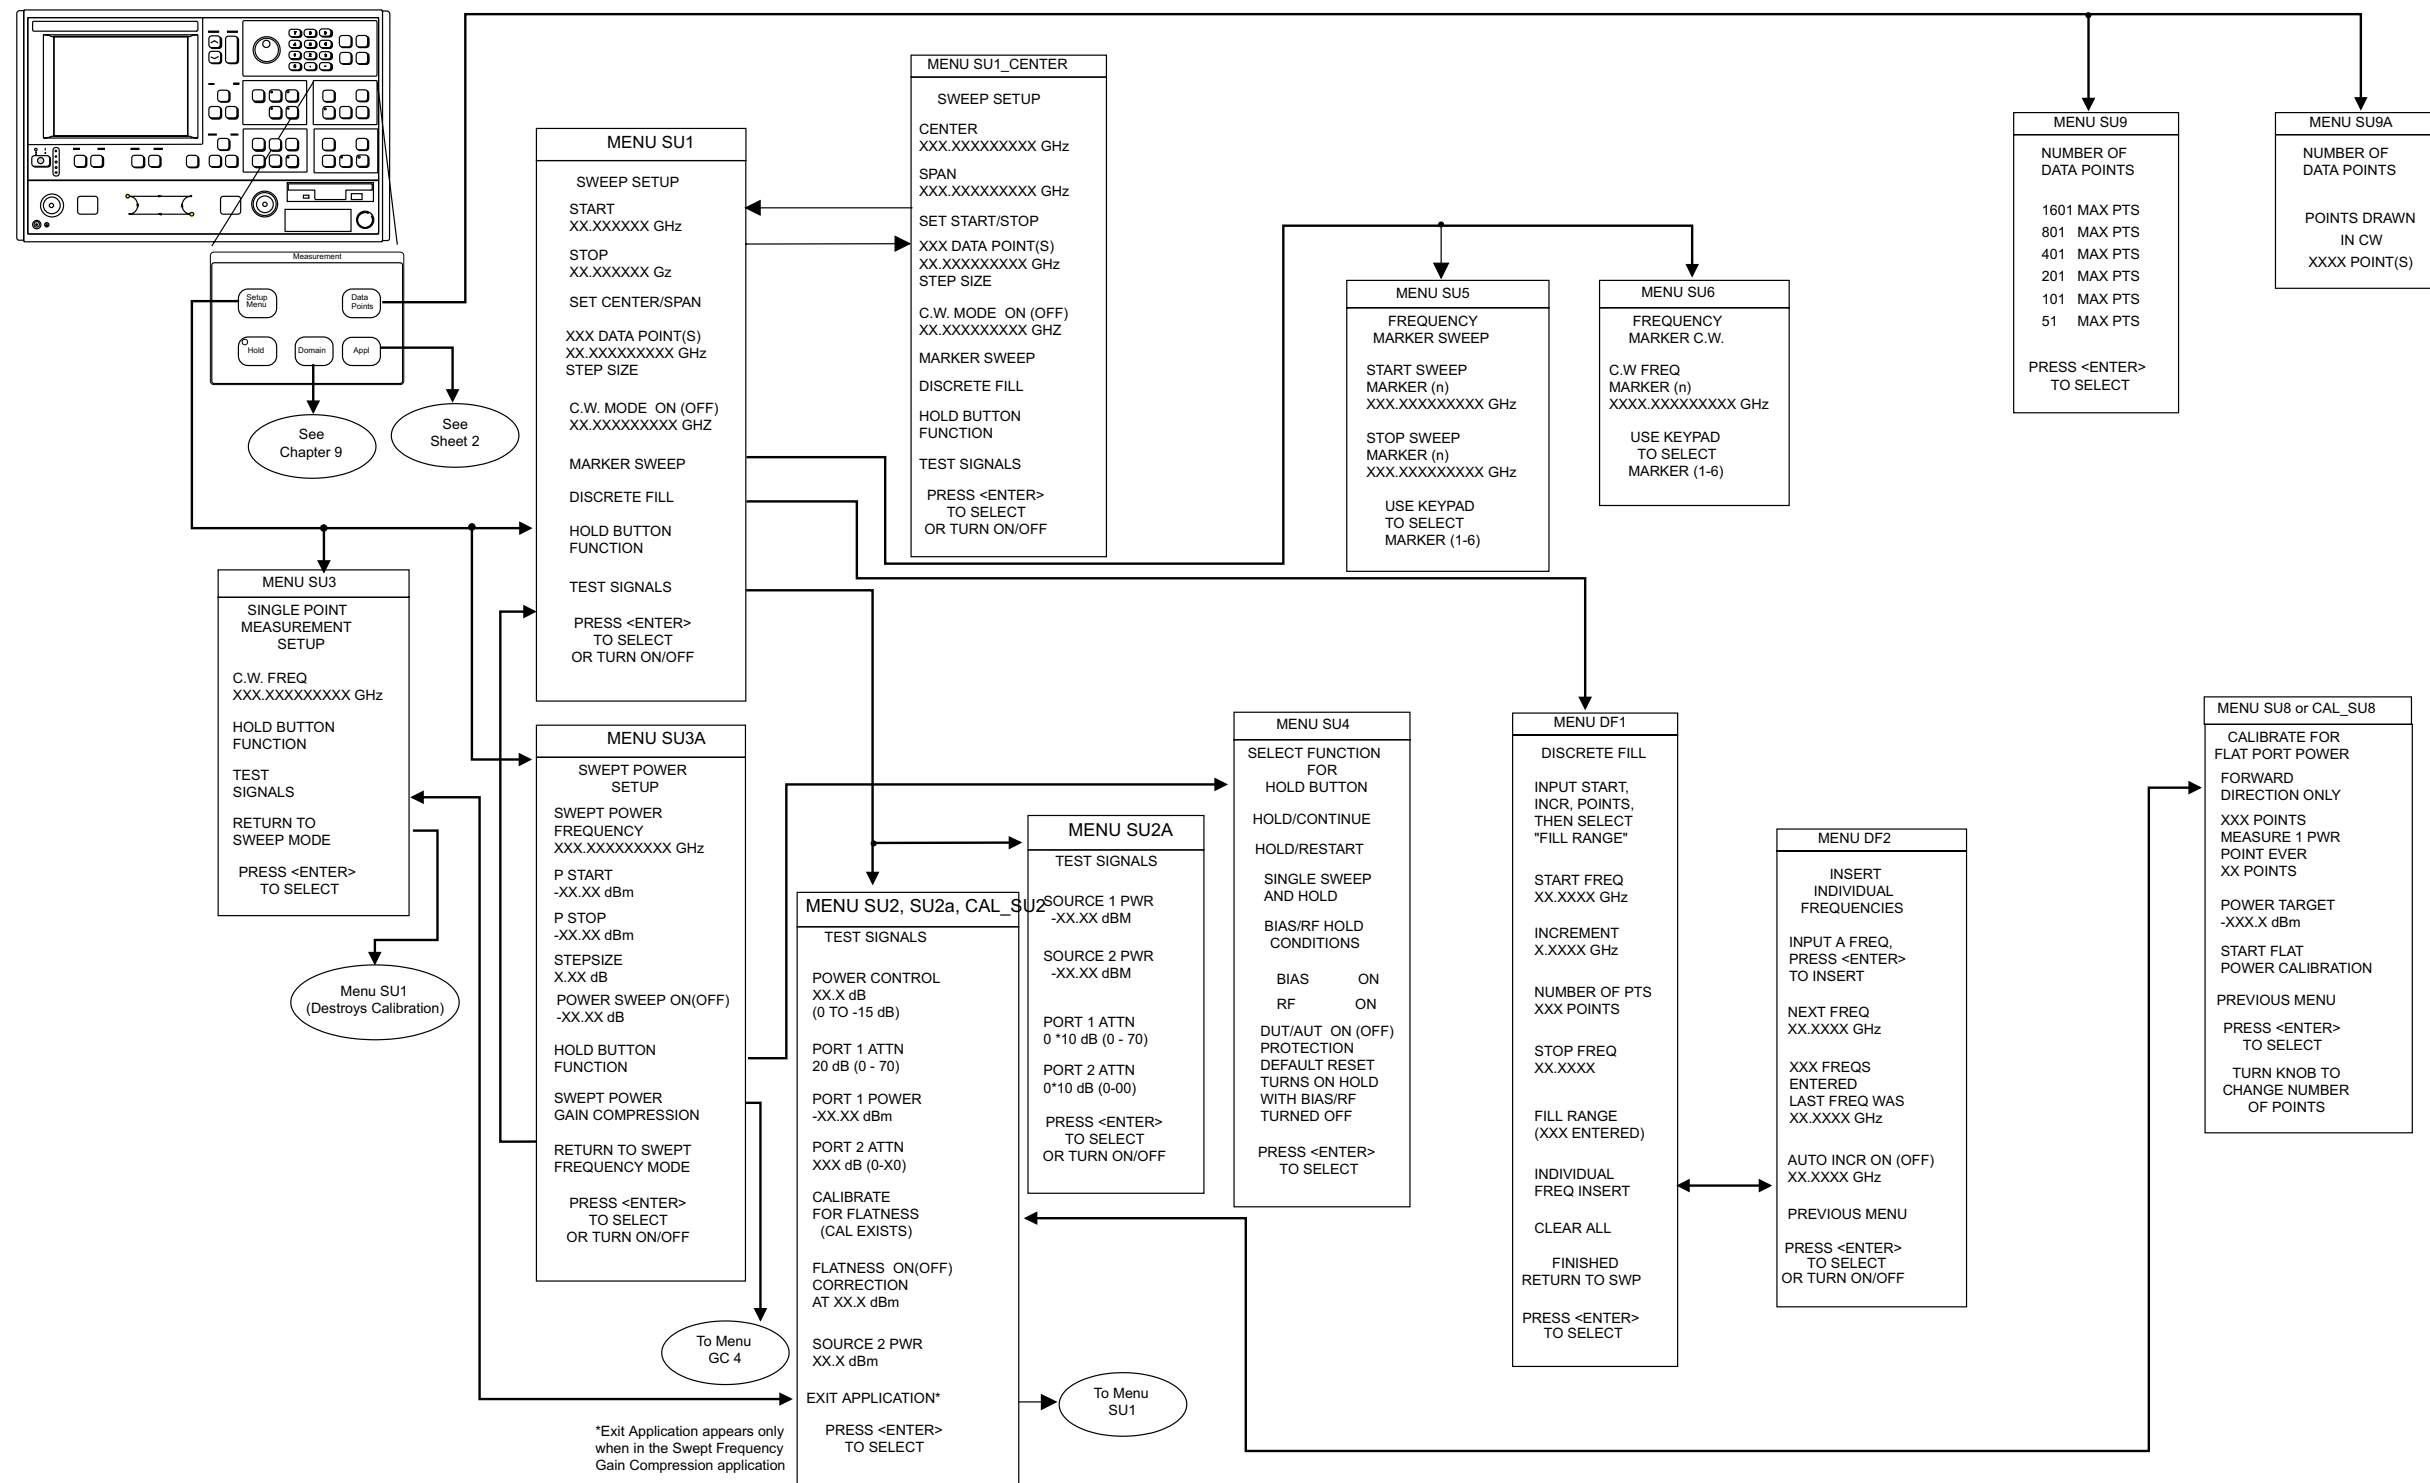 Measurement
Setup
Menu
Data
Points
Hold
Domain
Appl
See
Chapter 9
See
Sheet 2
MENU SU1
SWEEP SETUP
START
XX.XXXXXX GHz
STOP
XX.XXXXXX Gz
SET CENTER/SPAN
XXX DATA POINT(S)
XX.XXXXXXXXX GHz
STEP SIZE
C.W. MODE ON (OFF)
XX.XXXXXXXXX GHZ
MARKER SWEEP
DISCRETE FILL
HOLD BUTTON
FUNCTION
TEST SIGNALS
PRESS <ENTER>
TO SELECT
OR TURN ON/OFF
MENU SU1_CENTER
SWEEP SETUP
CENTER
XXX.XXXXXXXXX GHz
SPAN
XXX.XXXXXXXXX GHz
SET START/STOP
XXX DATA POINT(S)
XX.XXXXXXXXX GHz
STEP SIZE
C.W. MODE ON (OFF)
XX.XXXXXXXXX GHZ
MARKER SWEEP
DISCRETE FILL
HOLD BUTTON
FUNCTION
TEST SIGNALS
PRESS <ENTER>
TO SELECT
OR TURN ON/OFF
MENU SU5
FREQUENCY
MARKER SWEEP
START SWEEP
MARKER (n)
XXX.XXXXXXXXX GHz
STOP SWEEP
MARKER (n)
XXX.XXXXXXXXX GHz
USE KEYPAD
TO SELECT
MARKER (1-6)
MENU SU6
FREQUENCY
MARKER C.W.
C.W FREQ
MARKER (n)
XXXX.XXXXXXXXX GHz
USE KEYPAD
TO SELECT
MARKER (1-6)
MENU SU9
NUMBER OF
DATA POINTS
1601 MAX PTS
801 MAX PTS
401 MAX PTS
201 MAX PTS
101 MAX PTS
51 MAX PTS
PRESS <ENTER>
TO SELECT
MENU SU9A
NUMBER OF
DATA POINTS
POINTS DRAWN
IN CW
XXXX POINT(S)
MENU SU3
SINGLE POINT
MEASUREMENT
SETUP
C.W. FREQ
XXX.XXXXXXXXX GHz
HOLD BUTTON
FUNCTION
TEST
SIGNALS
RETURN TO
SWEEP MODE
PRESS <ENTER>
TO SELECT
Menu SU1
(Destroys Calibration)
MENU SU3A
SWEPT POWER
SETUP
SWEPT POWER
FREQUENCY
XXX.XXXXXXXXX GHz
P START
-XX.XX dBm
P STOP
-XX.XX dBm
STEPSIZE
X.XX dB
POWER SWEEP ON(OFF)
-XX.XX dB
HOLD BUTTON
FUNCTION
SWEPT POWER
GAIN COMPRESSION
RETURN TO SWEPT
FREQUENCY MODE
PRESS <ENTER>
TO SELECT
OR TURN ON/OFF
To Menu
GC 4
MENU SU2, SU2a, CAL_SU2
TEST SIGNALS
POWER CONTROL
XX.X dB
(0 TO -15 dB)
PORT 1 ATTN
20 dB (0 - 70)
PORT 1 POWER
-XX.XX dBm
PORT 2 ATTN
XXX dB (0-X0)
CALIBRATE
FOR FLATNESS
(CAL EXISTS)
FLATNESS ON(OFF)
CORRECTION
AT XX.X dBm
SOURCE 2 PWR
XX.X dBm
EXIT APPLICATION*
PRESS <ENTER>
TO SELECT
*Exit Application appears only
when in the Swept Frequency
Gain Compression application
To Menu
SU1
MENU SU2A
TEST SIGNALS
SOURCE 1 PWR
-XX.XX dBM
SOURCE 2 PWR
-XX.XX dBM
PORT 1 ATTN
0 *10 dB (0 - 70)
PORT 2 ATTN
0*10 dB (0-00)
PRESS <ENTER>
TO SELECT
OR TURN ON/OFF
MENU SU4
SELECT FUNCTION
FOR
HOLD BUTTON
HOLD/CONTINUE
HOLD/RESTART
SINGLE SWEEP
AND HOLD
BIAS/RF HOLD
CONDITIONS
BIAS ON
RF ON
DUT/AUT ON (OFF)
PROTECTION
DEFAULT RESET
TURNS ON HOLD
WITH BIAS/RF
TURNED OFF
PRESS <ENTER>
TO SELECT
MENU DF1
DISCRETE FILL
INPUT START,
INCR, POINTS,
THEN SELECT
"FILL RANGE"
START FREQ
XX.XXXX GHz
INCREMENT
X.XXXX GHz
NUMBER OF PTS
XXX POINTS
STOP FREQ
XX.XXXX
FILL RANGE
(XXX ENTERED)
INDIVIDUAL
FREQ INSERT
CLEAR ALL
FINISHED
RETURN TO SWP
PRESS <ENTER>
TO SELECT
MENU DF2
INSERT
INDIVIDUAL
FREQUENCIES
INPUT A FREQ,
PRESS <ENTER>
TO INSERT
NEXT FREQ
XX.XXXX GHz
XXX FREQS
ENTERED
LAST FREQ WAS
XX.XXXX GHz
AUTO INCR ON (OFF)
XX.XXXX GHz
PREVIOUS MENU
PRESS <ENTER>
TO SELECT
OR TURN ON/OFF
MENU SU8 or CAL_SU8
CALIBRATE FOR
FLAT PORT POWER
FORWARD
DIRECTION ONLY
XXX POINTS
MEASURE 1 PWR
POINT EVER
XX POINTS
POWER TARGET
-XXX.X dBm
START FLAT
POWER CALIBRATION
PREVIOUS MENU
PRESS <ENTER>
TO SELECT
TURN KNOB TO
CHANGE NUMBER
OF POINTS